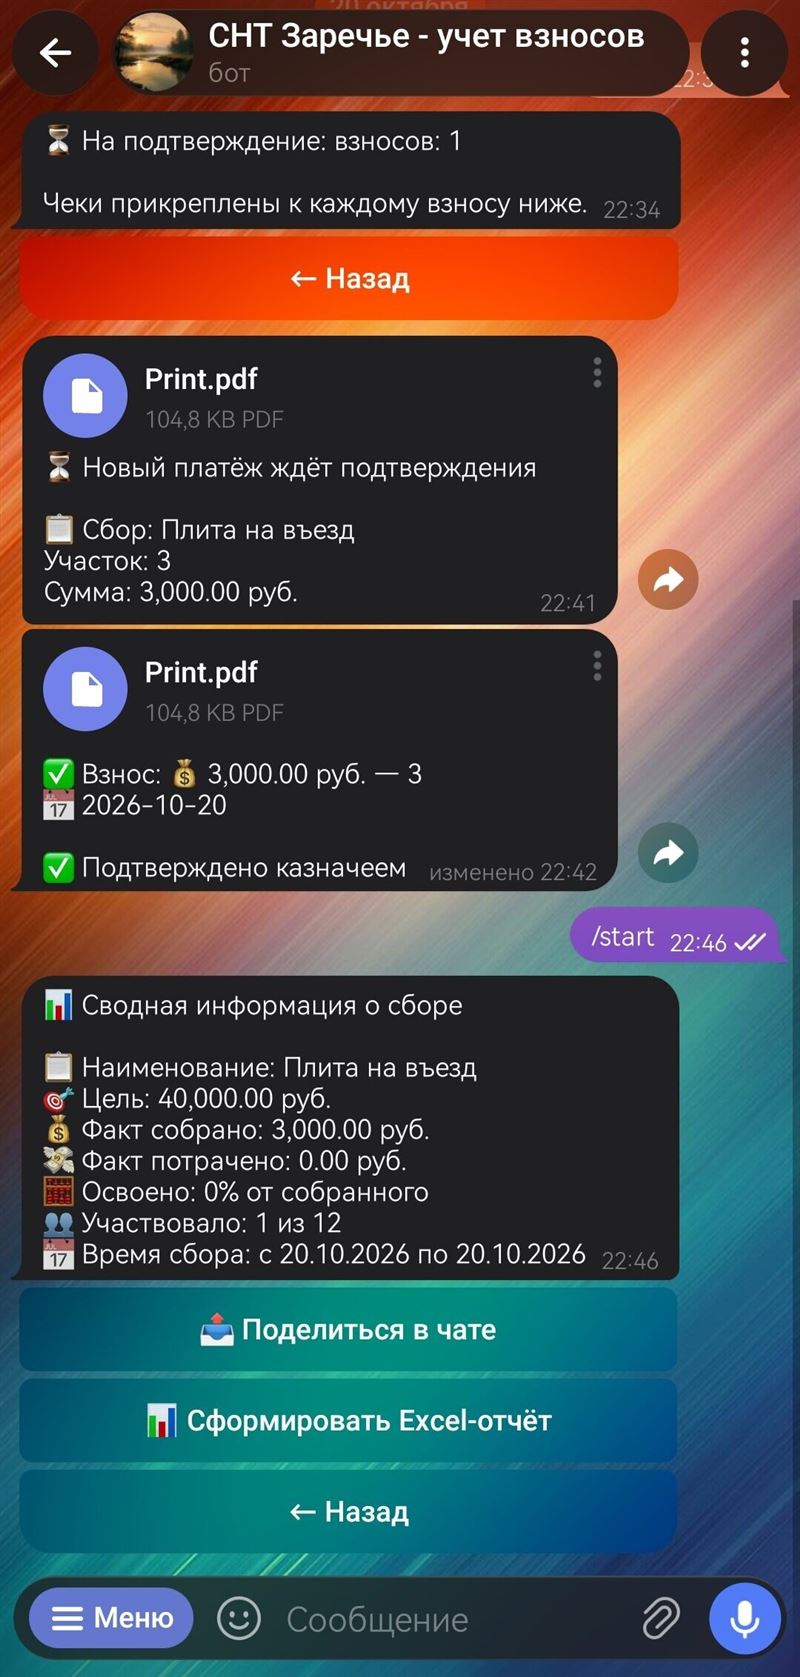 20 октября
СНТ Заречье - учет взносов
бот
⏳ На подтверждение: взносов: 1
Чеки прикреплены к каждому взносу ниже. 22:34
← Назад
Print.pdf
104,8 KB PDF
⏳ Новый платёж ждёт подтверждения
📋 Сбор: Плита на въезд
Участок: 3
Сумма: 3,000.00 руб.
22:41
Print.pdf
104,8 KB PDF
✅ Взнос: 💰 3,000.00 руб. — 3
📅 2026-10-20
✅ Подтверждено казначеем изменено 22:42
/start 22:46
📊 Сводная информация о сборе
📋 Наименование: Плита на въезд
🎯 Цель: 40,000.00 руб.
💰 Факт собрано: 3,000.00 руб.
💸 Факт потрачено: 0.00 руб.
🧮 Освоено: 0% от собранного
👥 Участвовало: 1 из 12
📅 Время сбора: с 20.10.2026 по 20.10.2026 22:46
📤 Поделиться в чате
📊 Сформировать Excel-отчёт
← Назад
Меню
Сообщение